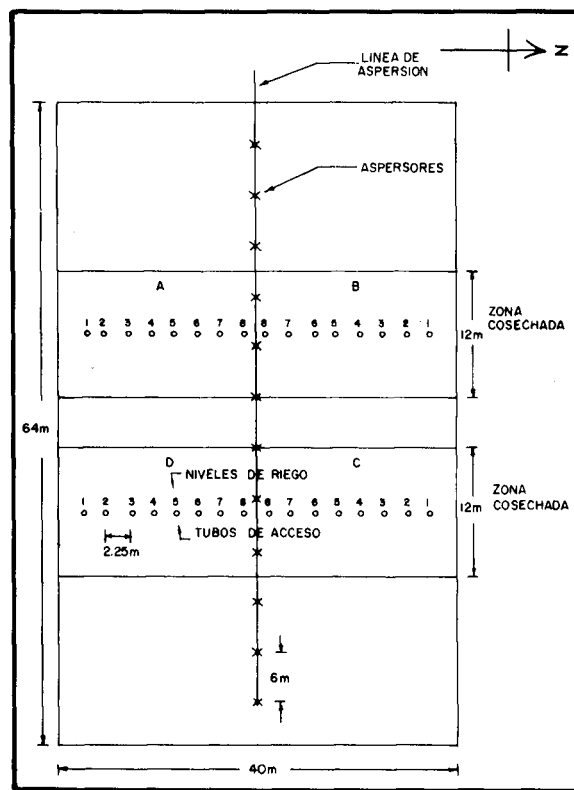 LINEA DE
ASPERSION
N
ASPERSORES
A
B
1 2 3 4 5 6 7 8 8 7 6 5 4 3 2 1
12m
ZONA
COSECHADA
64m
D
NIVELES DE RIEGO
C
1 2 3 4 5 6 7 8 8 7 6 5 4 3 2 1
TUBOS DE ACCESO
2.25m
12m
ZONA
COSECHADA
6m
40m